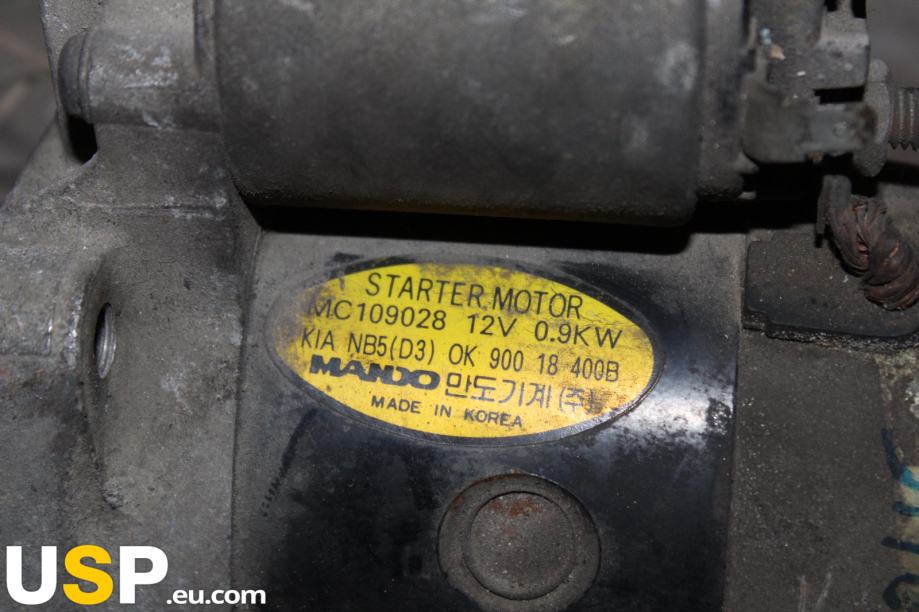 STARTER MOTOR
MC109028 12V 0.9KW
KIA NB5(D3) OK 900 18 400B
MANDO 만도기계(주)
MADE IN KOREA
USP.eu.com